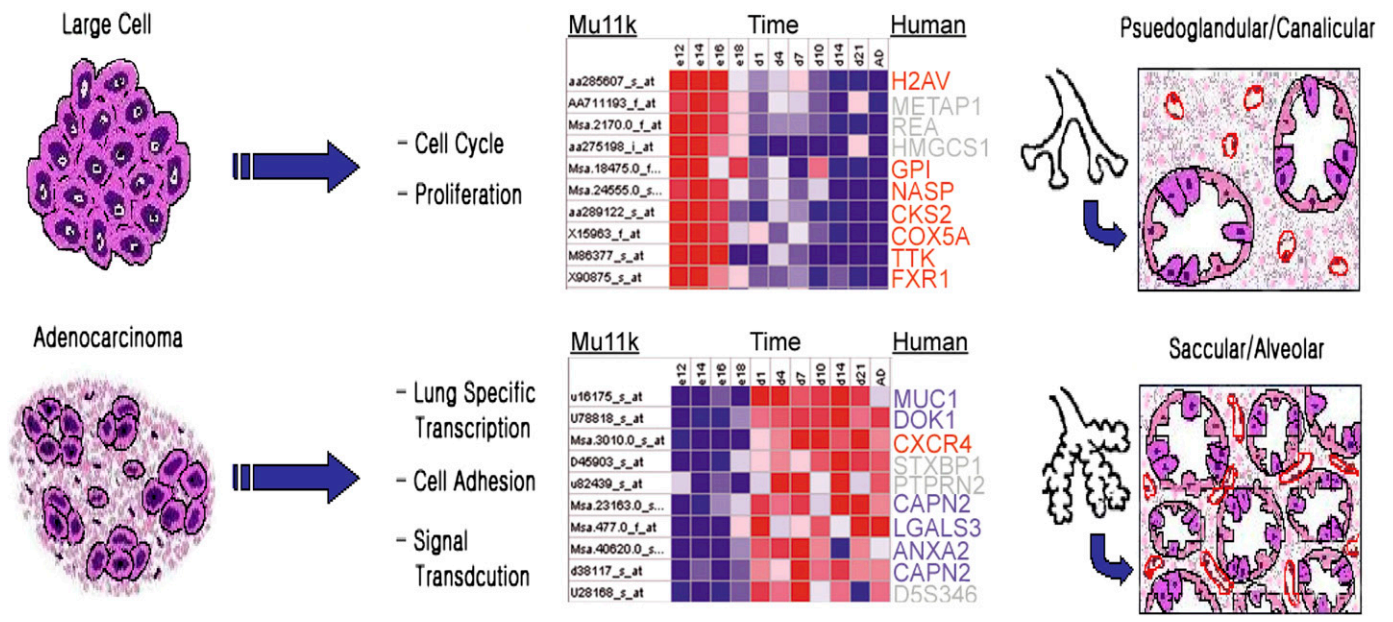 Large Cell
– Cell Cycle
– Proliferation
Mu11k Time Human
e12 e14 e16 e18 d1 d4 d7 d10 d14 d21 AD
aa285607_s_at H2AV
AA711193_f_at METAP1
Msa.2170.0_f_at REA
aa275198_i_at HMGCS1
Msa.18475.0_f... GPI
Msa.24555.0_s... NASP
aa289122_s_at CKS2
X15963_f_at COX5A
M86377_s_at TTK
X90875_s_at FXR1
Psuedoglandular/Canalicular
Adenocarcinoma
– Lung Specific
Transcription
– Cell Adhesion
– Signal
Transdcution
Mu11k Time Human
e12 e14 e16 e18 d1 d4 d7 d10 d14 d21 AD
u16175_s_at MUC1
U78818_s_at DOK1
Msa.3010.0_s_at CXCR4
D45903_s_at STXBP1
u82439_s_at PTPRN2
Msa.23163.0_s... CAPN2
Msa.477.0_f_at LGALS3
Msa.40620.0_s... ANXA2
d38117_s_at CAPN2
U28168_s_at D5S346
Saccular/Alveolar